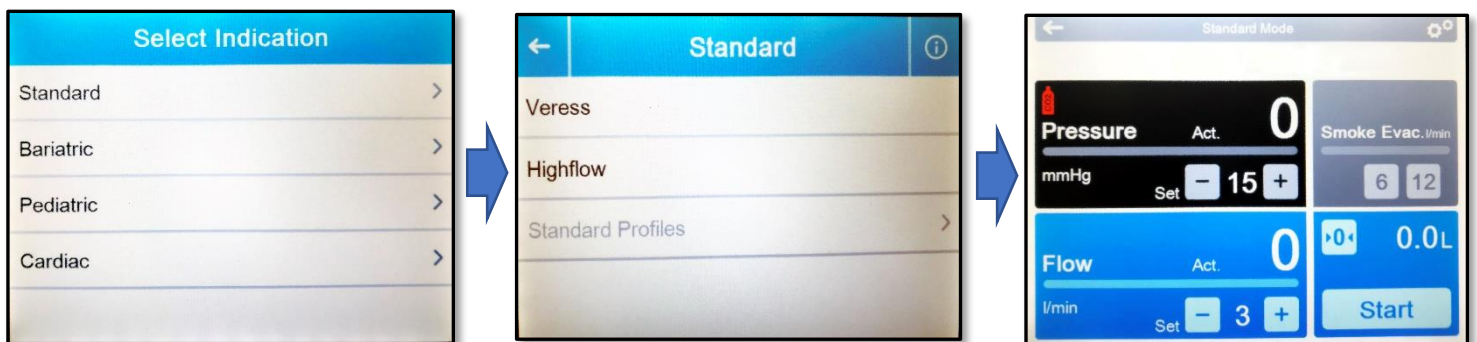 Select Indication
Standard
Bariatric
Pediatric
Cardiac
Standard
Veress
Highflow
Standard Profiles
Standard Mode
Pressure Act. 0
mmHg Set - 15 +
Smoke Evac. l/min
6 12
Flow Act. 0
l/min Set - 3 +
0 0.0L
Start